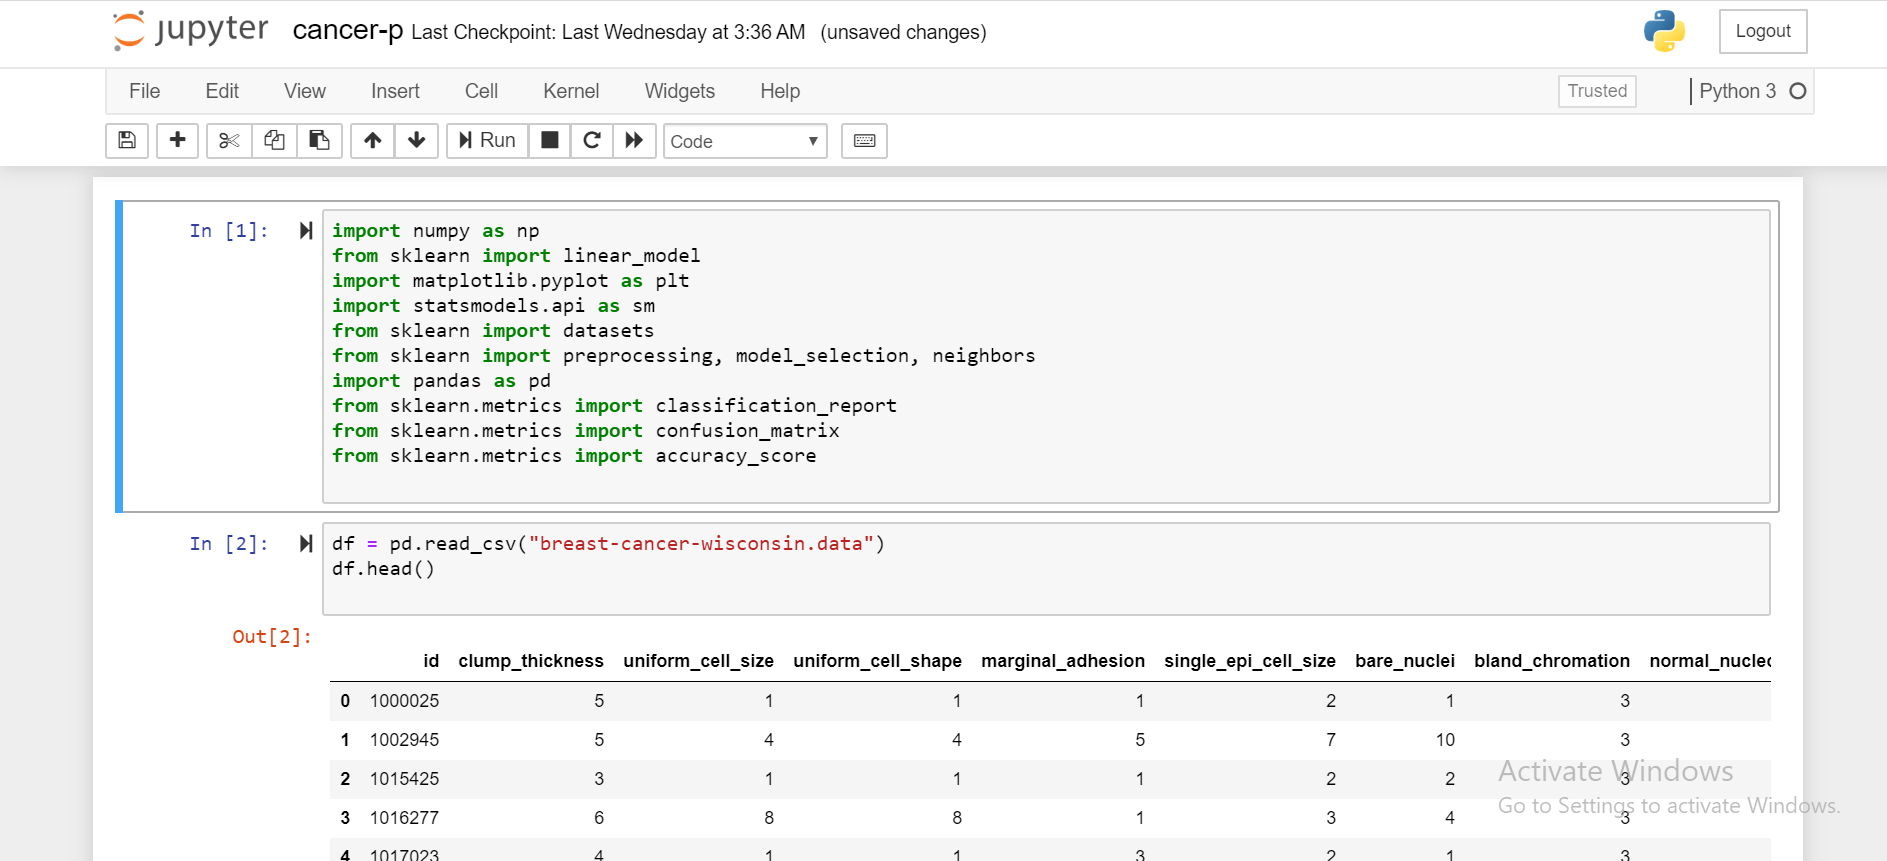 jupyter cancer-p Last Checkpoint: Last Wednesday at 3:36 AM (unsaved changes) Logout
File Edit View Insert Cell Kernel Widgets Help Trusted Python 3
Run Code
In [1]: import numpy as np
from sklearn import linear_model
import matplotlib.pyplot as plt
import statsmodels.api as sm
from sklearn import datasets
from sklearn import preprocessing, model_selection, neighbors
import pandas as pd
from sklearn.metrics import classification_report
from sklearn.metrics import confusion_matrix
from sklearn.metrics import accuracy_score
In [2]: df = pd.read_csv("breast-cancer-wisconsin.data")
df.head()
Out[2]:
id clump_thickness uniform_cell_size uniform_cell_shape marginal_adhesion single_epi_cell_size bare_nuclei bland_chromation
0 1000025 5 1 1 1 2 1 3
1 1002945 5 4 4 5 7 10 3
2 1015425 3 1 1 1 2 2 3
3 1016277 6 8 8 1 3 4 3
4 1017023 4 1 1 3 2 1 3
Activate Windows
Go to Settings to activate Windows.